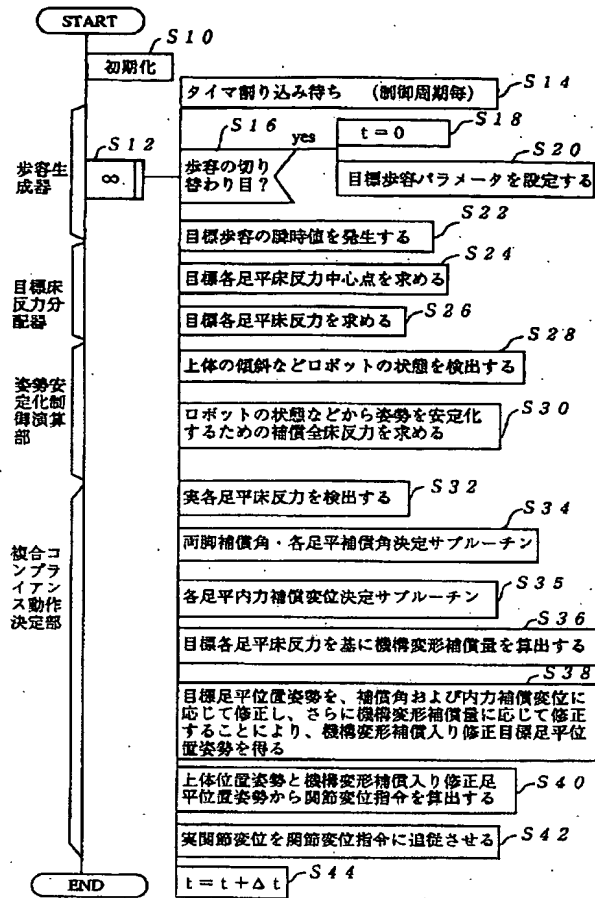 START
S10
初期化
S14
タイマ割り込み待ち (制御周期毎)
S16
S18
yes
t=0
S12
∞
歩容の切り
替わり目?
S20
目標歩容パラメータを設定する
歩容生
成器
S22
目標歩容の瞬時値を発生する
S24
目標各足平床反力中心点を求める
目標床
反力分
配器
S26
目標各足平床反力を求める
S28
上体の傾斜などロボットの状態を検出する
姿勢安
定化制
御演算
部
S30
ロボットの状態などから姿勢を安定化
するための補償全床反力を求める
S32
実各足平床反力を検出する
S34
両脚補償角・各足平補償角決定サブルーチン
複合コ
ンプラ
イアン
ス動作
決定部
S35
各足平内力補償変位決定サブルーチン
S36
目標各足平床反力を基に機構変形補償量を算出する
S38
目標足平位置姿勢を、補償角および内力補償変位に
応じて修正し、さらに機構変形補償量に応じて修正
することにより、機構変形補償入り修正目標足平位
置姿勢を得る
S40
上体位置姿勢と機構変形補償入り修正足
平位置姿勢から関節変位指令を算出する
S42
実関節変位を関節変位指令に追従させる
S44
t=t+Δt
END